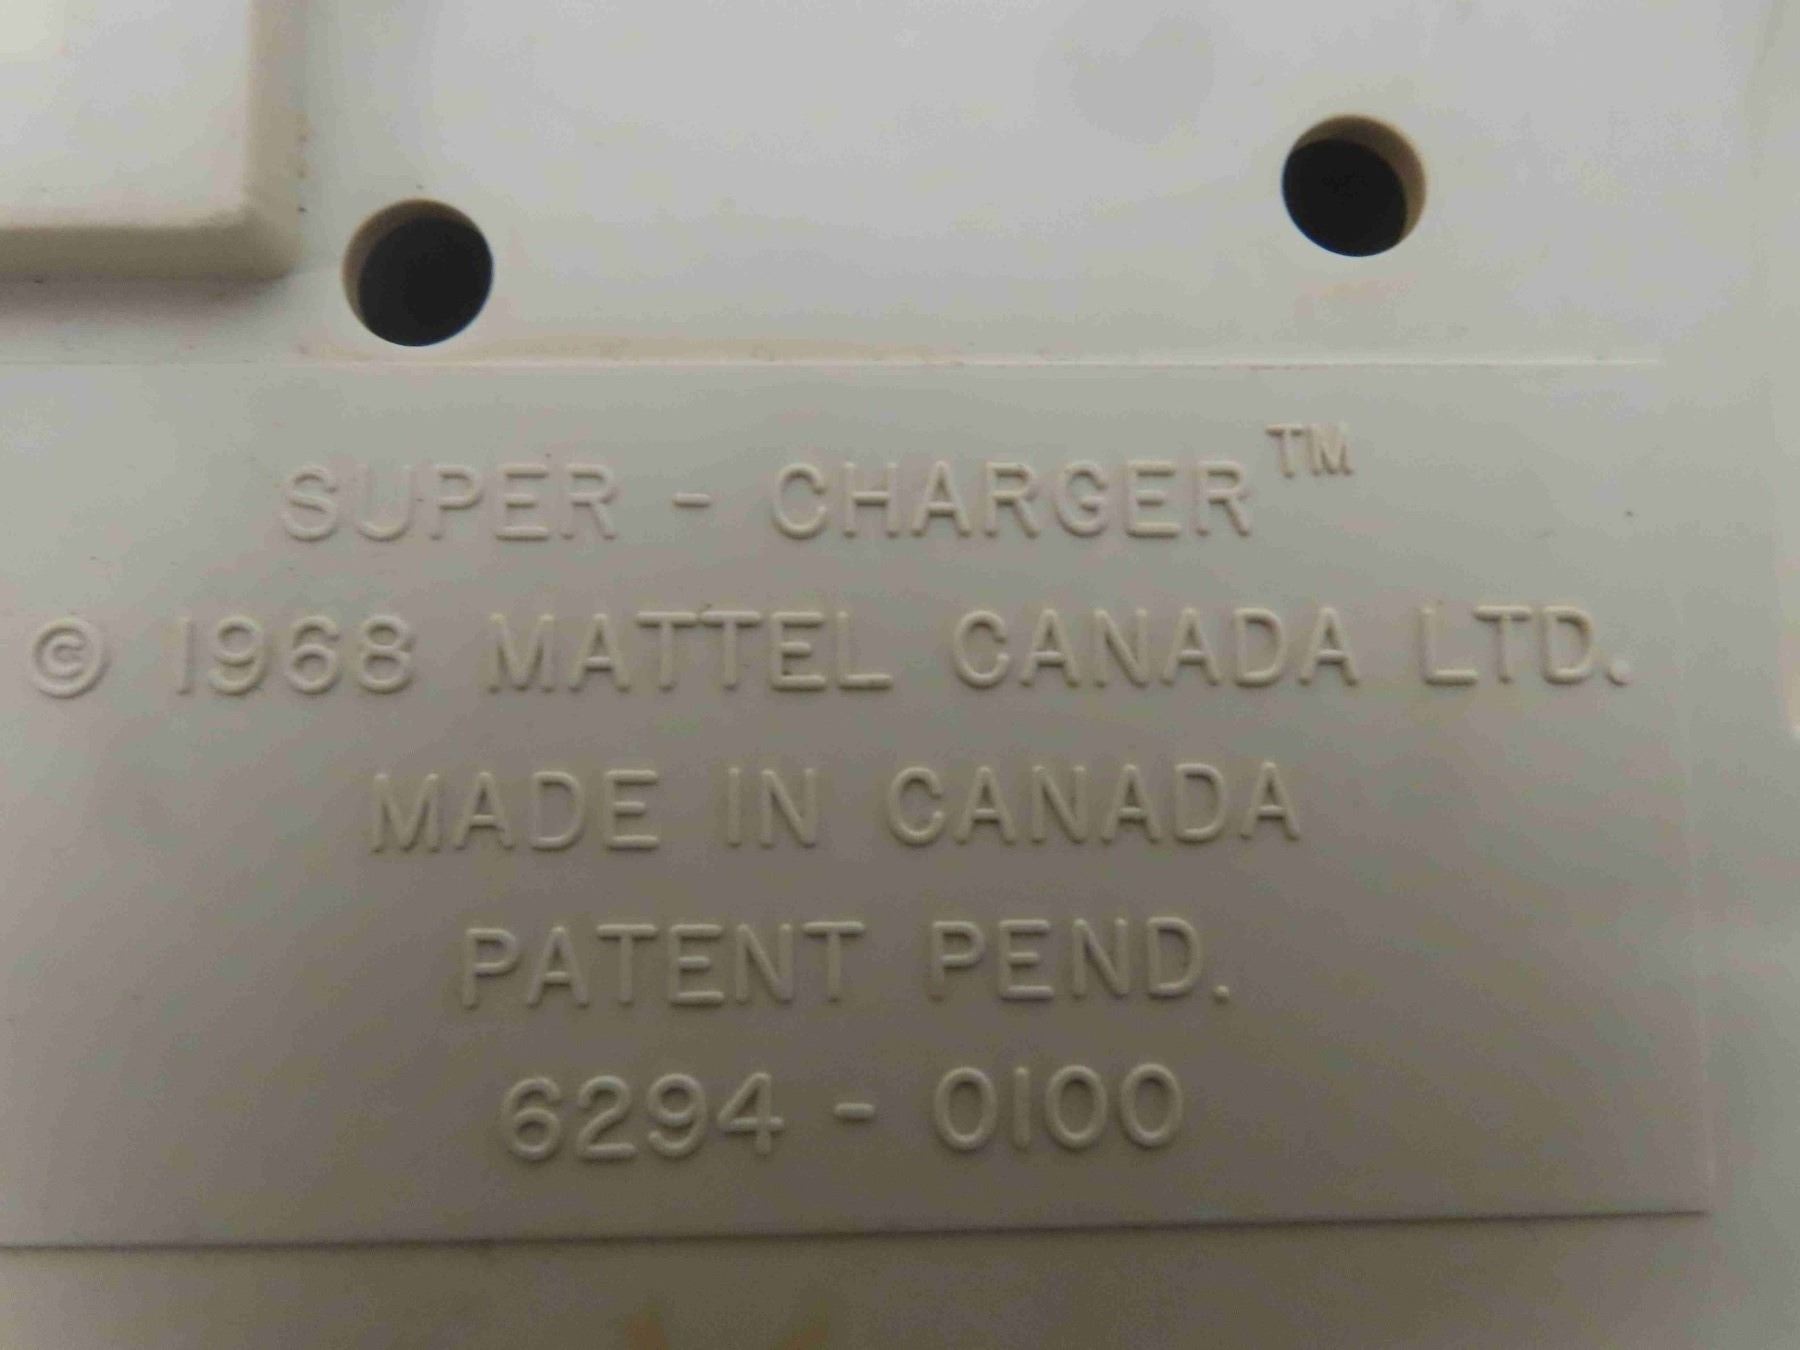 SUPER - CHARGER™
© 1968 MATTEL CANADA LTD.
MADE IN CANADA
PATENT PEND.
6294 - 0100